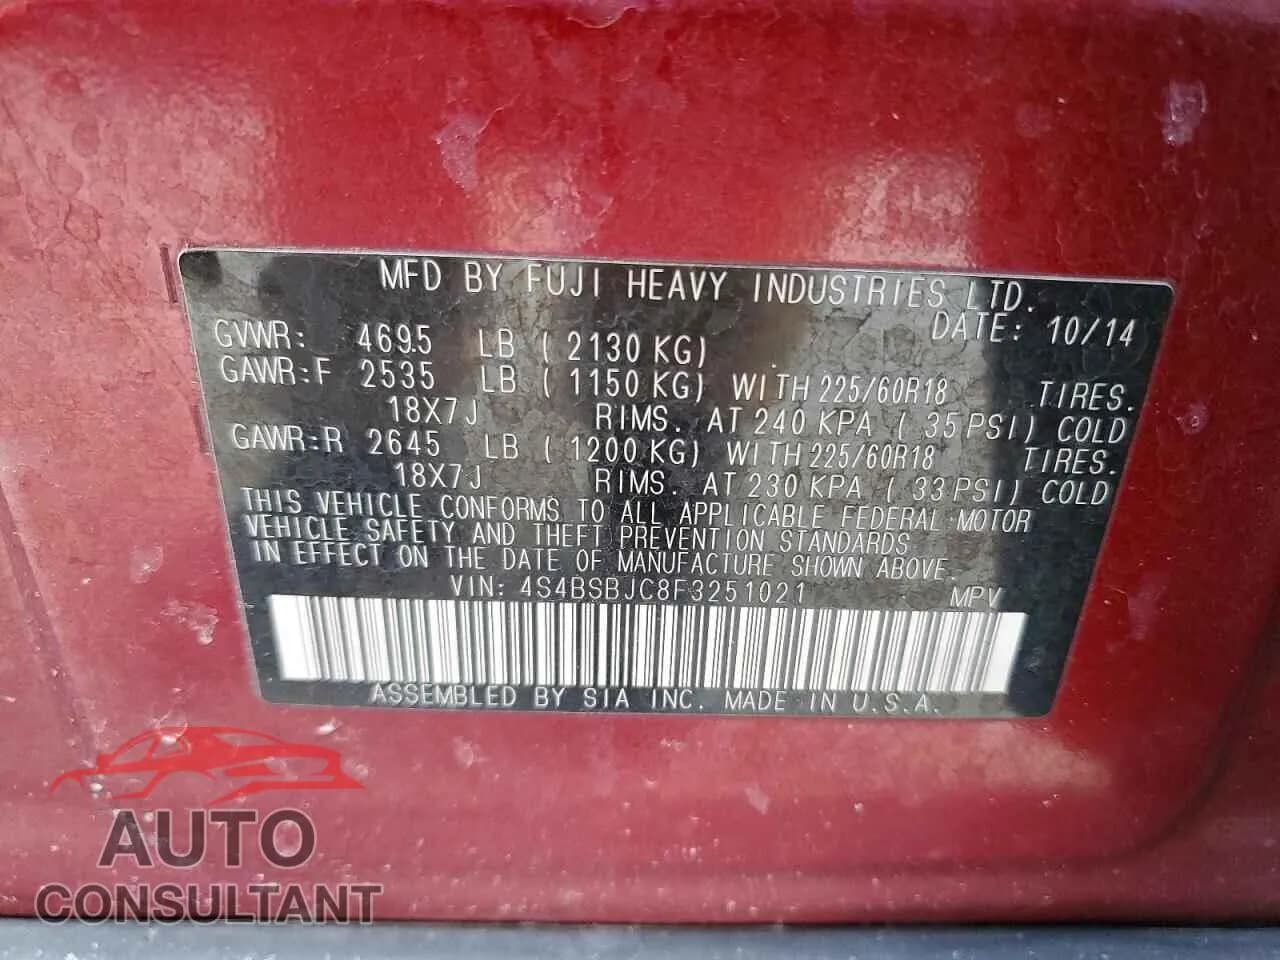 MFD BY FUJI HEAVY INDUSTRIES LTD.
DATE: 10/14
GVWR: 4695 LB ( 2130 KG)
GAWR:F 2535 LB ( 1150 KG) WITH 225/60R18 TIRES.
18X7J RIMS. AT 240 KPA ( 35 PSI) COLD
GAWR:R 2645 LB ( 1200 KG) WITH 225/60R18 TIRES.
18X7J RIMS. AT 230 KPA ( 33 PSI) COLD
THIS VEHICLE CONFORMS TO ALL APPLICABLE FEDERAL MOTOR
VEHICLE SAFETY AND THEFT PREVENTION STANDARDS
IN EFFECT ON THE DATE OF MANUFACTURE SHOWN ABOVE.
VIN: 4S4BSBJC8F3251021 MPV
ASSEMBLED BY SIA INC. MADE IN U.S.A.
AUTO
CONSULTANT